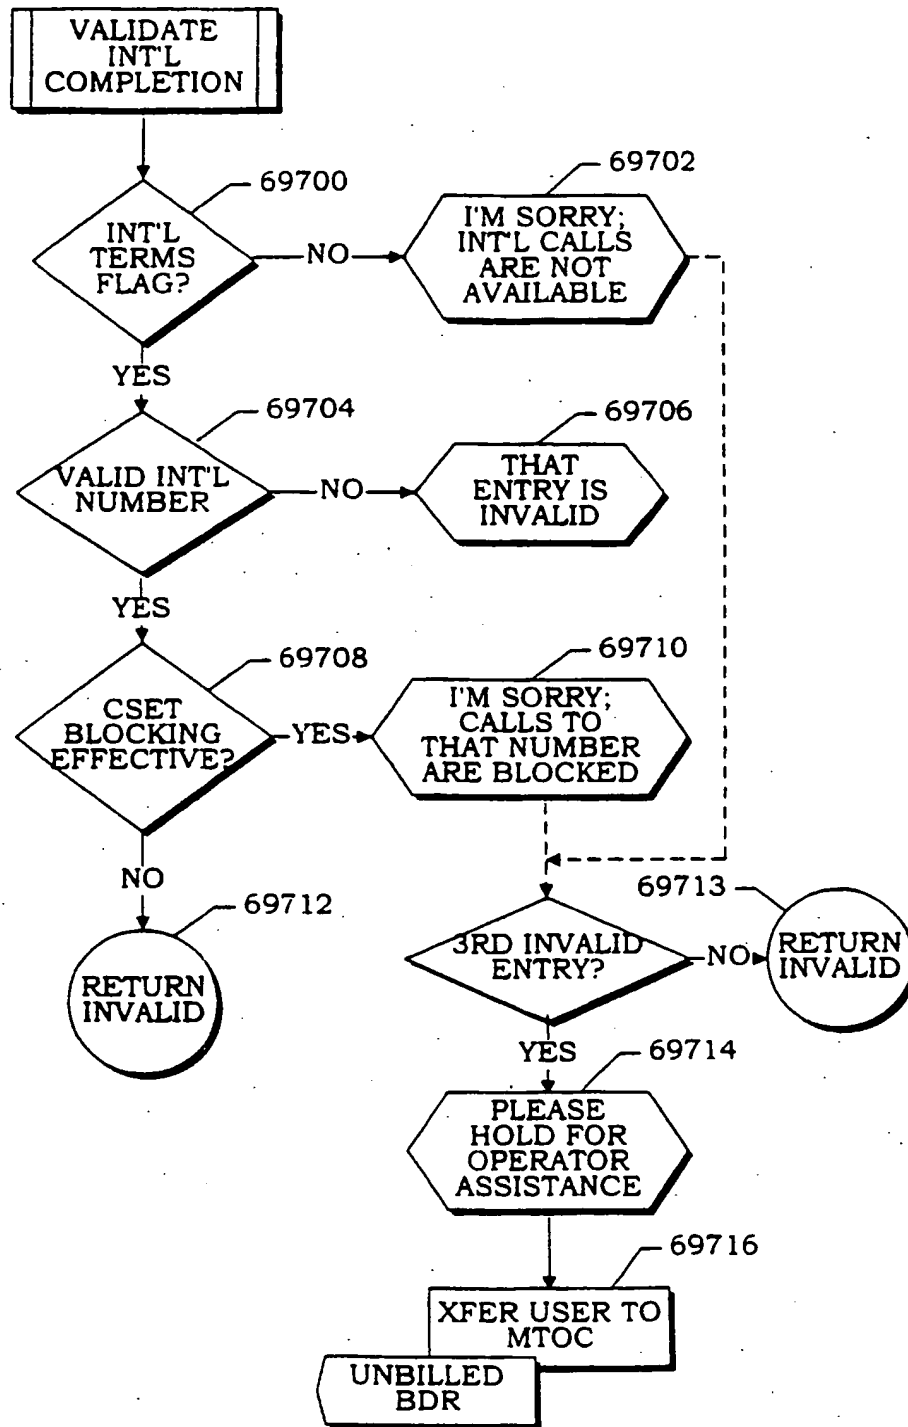 VALIDATE
INT'L
COMPLETION
69700
INT'L
TERMS
FLAG?
NO
69702
I'M SORRY;
INT'L CALLS
ARE NOT
AVAILABLE
YES
69704
VALID INT'L
NUMBER
NO
69706
THAT
ENTRY IS
INVALID
YES
69708
CSET
BLOCKING
EFFECTIVE?
YES
69710
I'M SORRY;
CALLS TO
THAT NUMBER
ARE BLOCKED
NO
69712
RETURN
INVALID
3RD INVALID
ENTRY?
NO
69713
RETURN
INVALID
YES
69714
PLEASE
HOLD FOR
OPERATOR
ASSISTANCE
69716
XFER USER TO
MTOC
UNBILLED
BDR